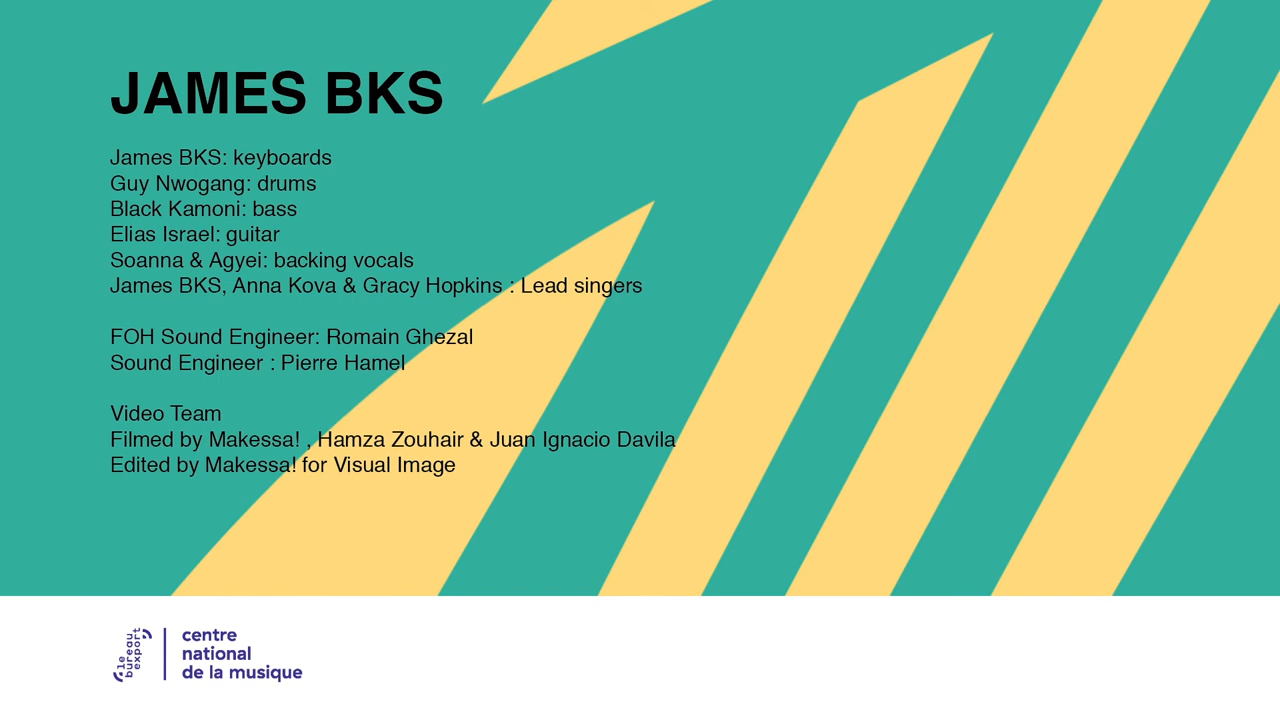 JAMES BKS
James BKS: keyboards
Guy Nwogang: drums
Black Kamoni: bass
Elias Israel: guitar
Soanna & Agyei: backing vocals
James BKS, Anna Kova & Gracy Hopkins : Lead singers
FOH Sound Engineer: Romain Ghezal
Sound Engineer : Pierre Hamel
Video Team
Filmed by Makessa! , Hamza Zouhair & Juan Ignacio Davila
Edited by Makessa! for Visual Image
le
bureau
export
centre
national
de la musique